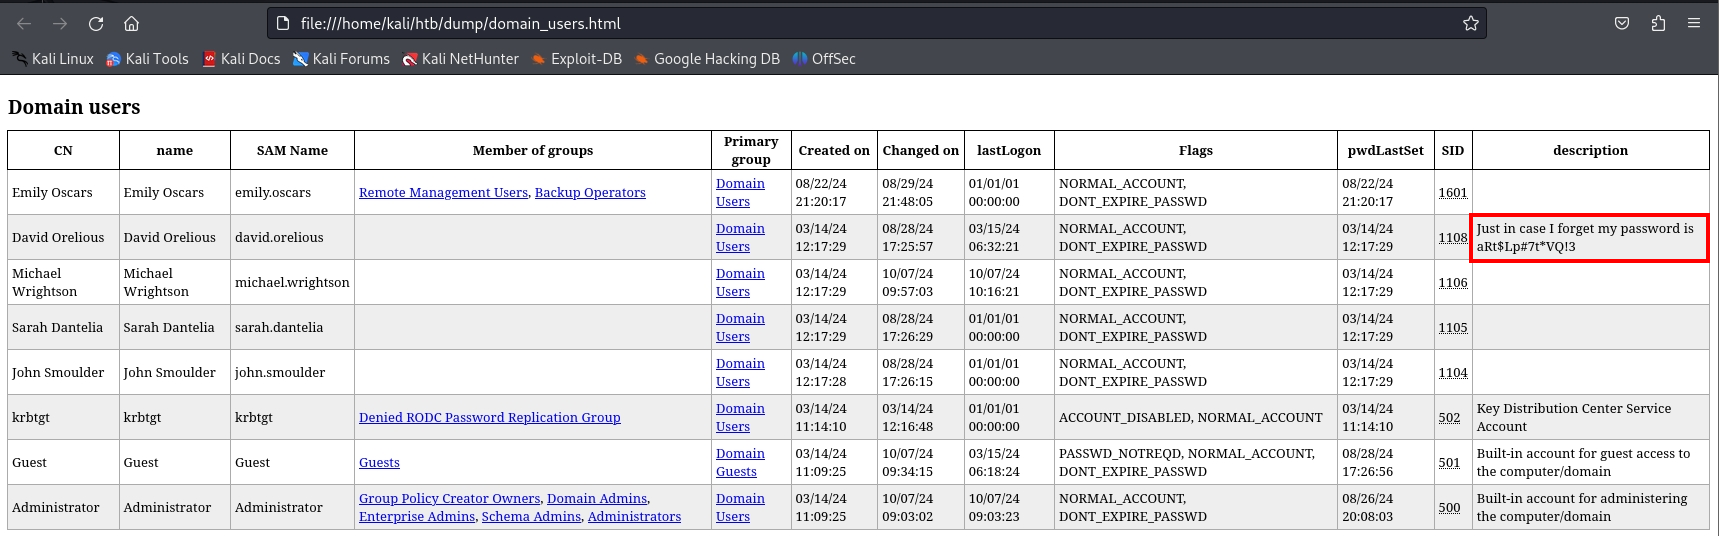 file:///home/kali/htb/dump/domain_users.html
Kali Linux Kali Tools Kali Docs Kali Forums Kali NetHunter Exploit-DB Google Hacking DB OffSec
Domain users
CN name SAM Name Member of groups Primary group Created on Changed on lastLogon Flags pwdLastSet SID description
Emily Oscars Emily Oscars emily.oscars Remote Management Users, Backup Operators Domain Users 08/22/24 21:20:17 08/29/24 21:48:05 01/01/01 00:00:00 NORMAL_ACCOUNT, DONT_EXPIRE_PASSWD 08/22/24 21:20:17 1601
David Orelious David Orelious david.orelious Domain Users 03/14/24 12:17:29 08/28/24 17:25:57 03/15/24 06:32:21 NORMAL_ACCOUNT, DONT_EXPIRE_PASSWD 03/14/24 12:17:29 1108 Just in case I forget my password is aRt$Lp#7t*VQ!3
Michael Wrightson Michael Wrightson michael.wrightson Domain Users 03/14/24 12:17:29 10/07/24 09:57:03 10/07/24 10:16:21 NORMAL_ACCOUNT, DONT_EXPIRE_PASSWD 03/14/24 12:17:29 1106
Sarah Dantelia Sarah Dantelia sarah.dantelia Domain Users 03/14/24 12:17:29 08/28/24 17:26:29 01/01/01 00:00:00 NORMAL_ACCOUNT, DONT_EXPIRE_PASSWD 03/14/24 12:17:29 1105
John Smoulder John Smoulder john.smoulder Domain Users 03/14/24 12:17:28 08/28/24 17:26:15 01/01/01 00:00:00 NORMAL_ACCOUNT, DONT_EXPIRE_PASSWD 03/14/24 12:17:29 1104
krbtgt krbtgt krbtgt Denied RODC Password Replication Group Domain Users 03/14/24 11:14:10 03/14/24 12:16:48 01/01/01 00:00:00 ACCOUNT_DISABLED, NORMAL_ACCOUNT 03/14/24 11:14:10 502 Key Distribution Center Service Account
Guest Guest Guest Guests Domain Guests 03/14/24 11:09:25 10/07/24 09:34:15 03/15/24 06:18:24 PASSWD_NOTREQD, NORMAL_ACCOUNT, DONT_EXPIRE_PASSWD 08/28/24 17:26:56 501 Built-in account for guest access to the computer/domain
Administrator Administrator Administrator Group Policy Creator Owners, Domain Admins, Enterprise Admins, Schema Admins, Administrators Domain Users 03/14/24 11:09:25 10/07/24 09:03:02 10/07/24 09:03:23 NORMAL_ACCOUNT, DONT_EXPIRE_PASSWD 08/26/24 20:08:03 500 Built-in account for administering the computer/domain